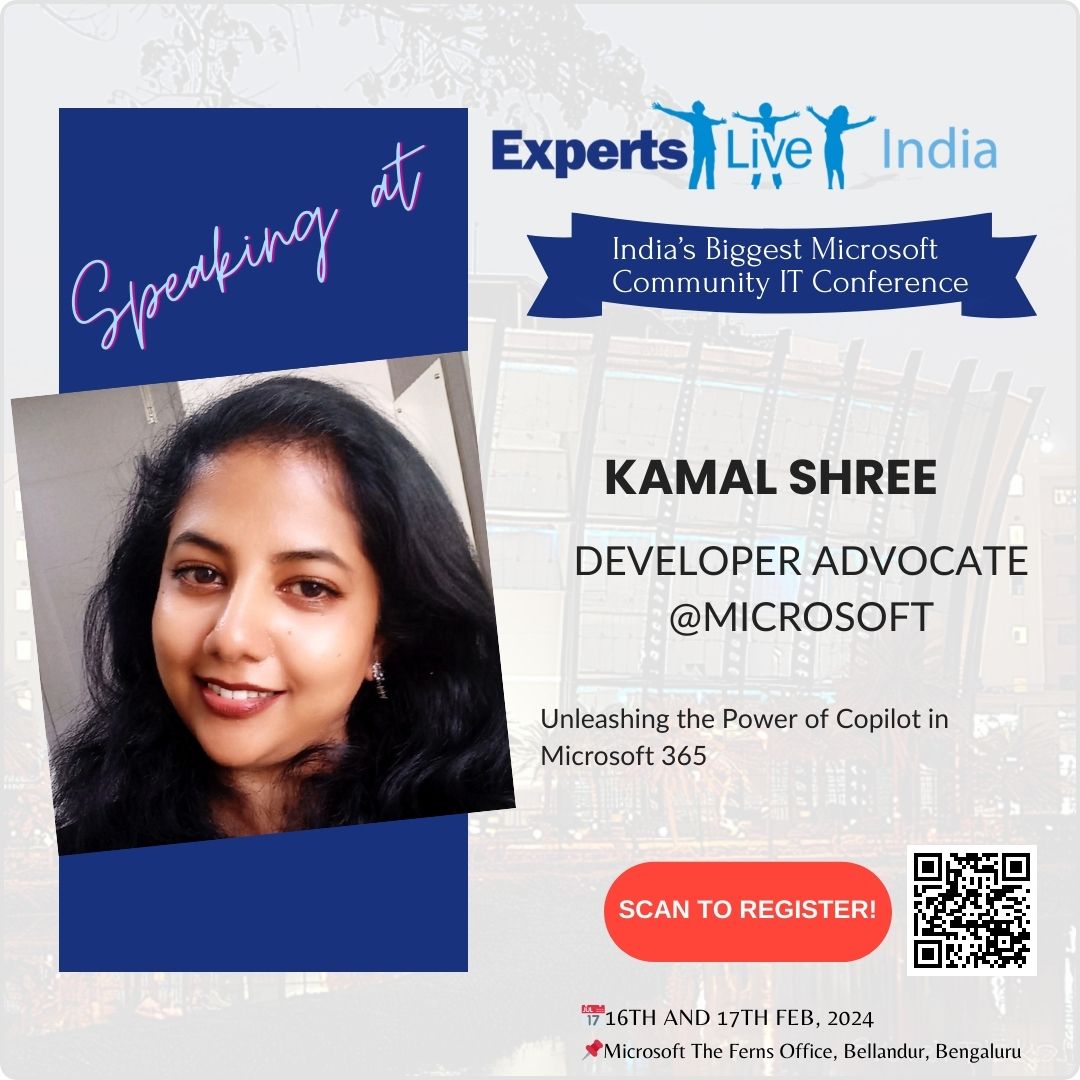 Speaking at
Experts Live India
India's Biggest Microsoft
Community IT Conference
KAMAL SHREE
DEVELOPER ADVOCATE
@MICROSOFT
Unleashing the Power of Copilot in
Microsoft 365
SCAN TO REGISTER!
JUL
17
16TH AND 17TH FEB, 2024
Microsoft The Ferns Office, Bellandur, Bengaluru